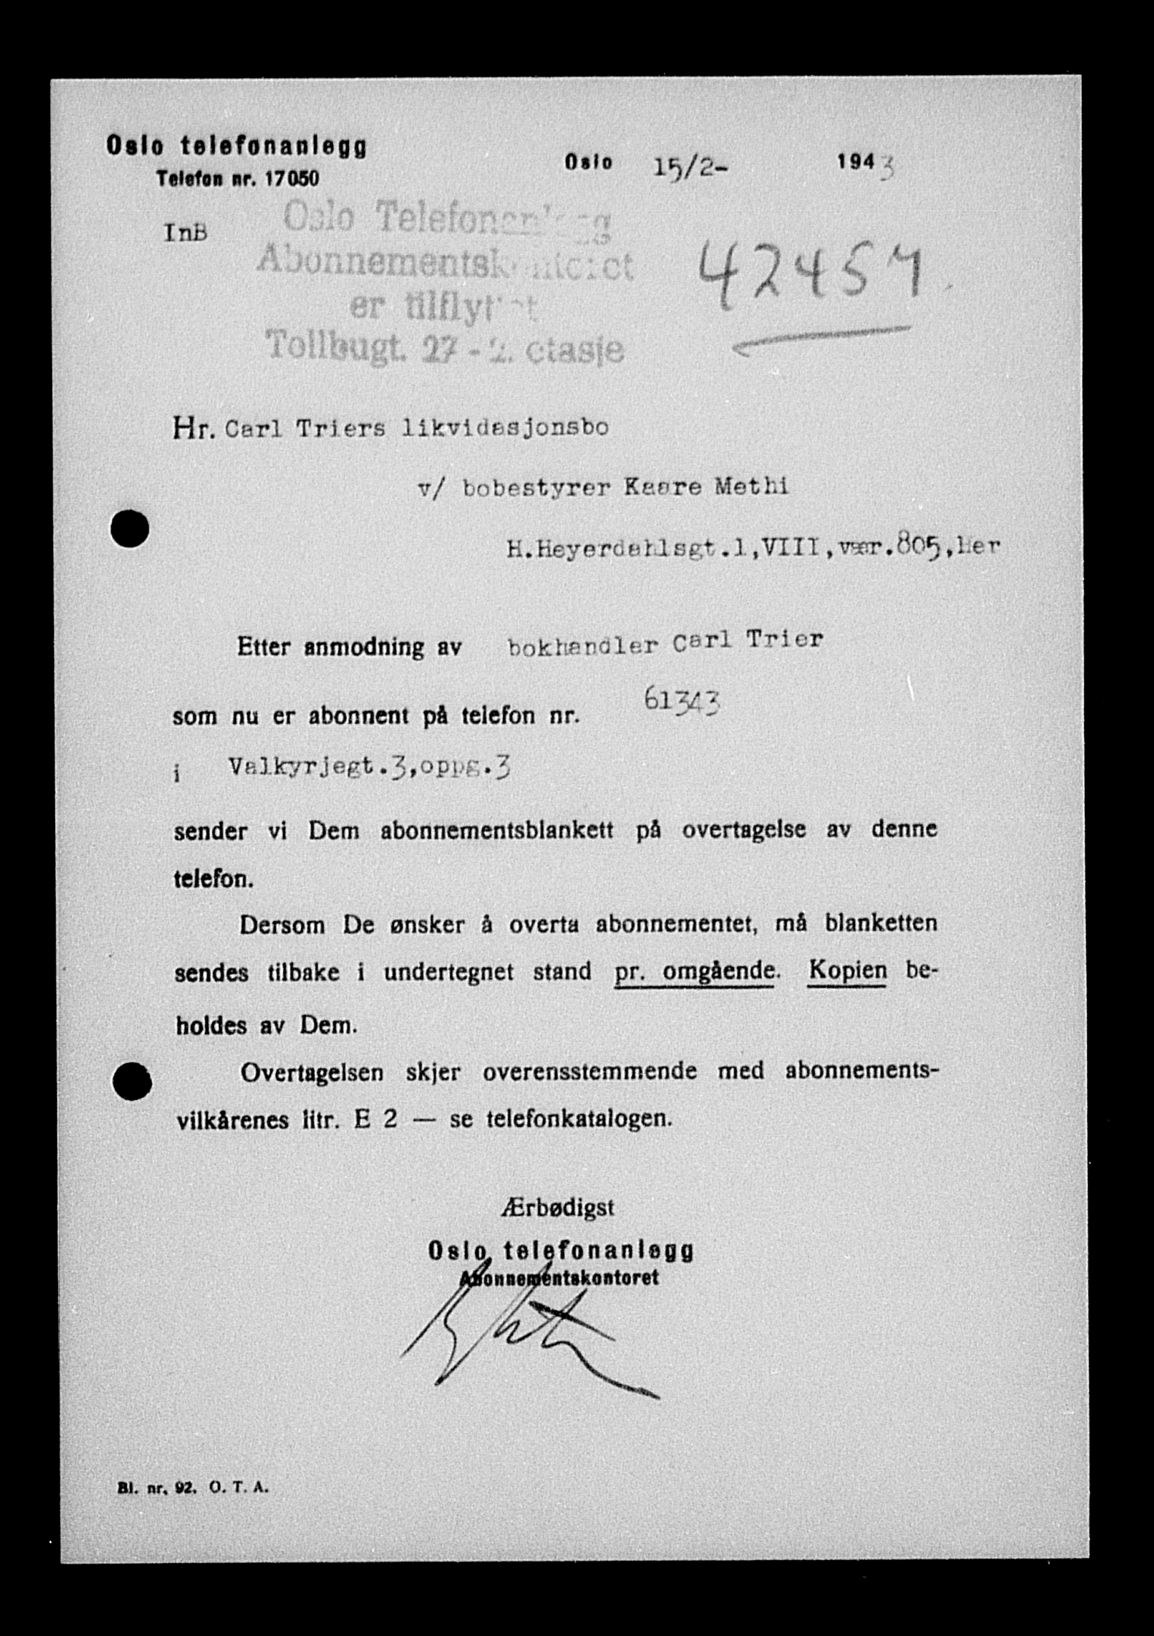 Oslo telefonanlegg
Telefon nr. 17050
Oslo 15/2- 1943
InB
Oslo Telefonanlegg
Abonnementskontoret
er tilflyttet
Tollbugt. 27 - 2. etasje
42457.
Hr. Carl Triers likvidasjonsbo
v/ bobestyrer Kaare Methi
H.Heyerdahlsgt.1,VIII,vær.805,her
Etter anmodning av bokhandler Carl Trier
som nu er abonnent på telefon nr. 61343
i Valkyrjegt.3,oppg.3
sender vi Dem abonnementsblankett på overtagelse av denne
telefon.
Dersom De ønsker å overta abonnementet, må blanketten
sendes tilbake i undertegnet stand pr. omgående. Kopien be-
holdes av Dem.
Overtagelsen skjer overensstemmende med abonnements-
vilkårenes litr. E 2 — se telefonkatalogen.
Ærbødigst
Oslo telefonanlegg
Abonnementskontoret
Bl. nr. 92. O. T. A.